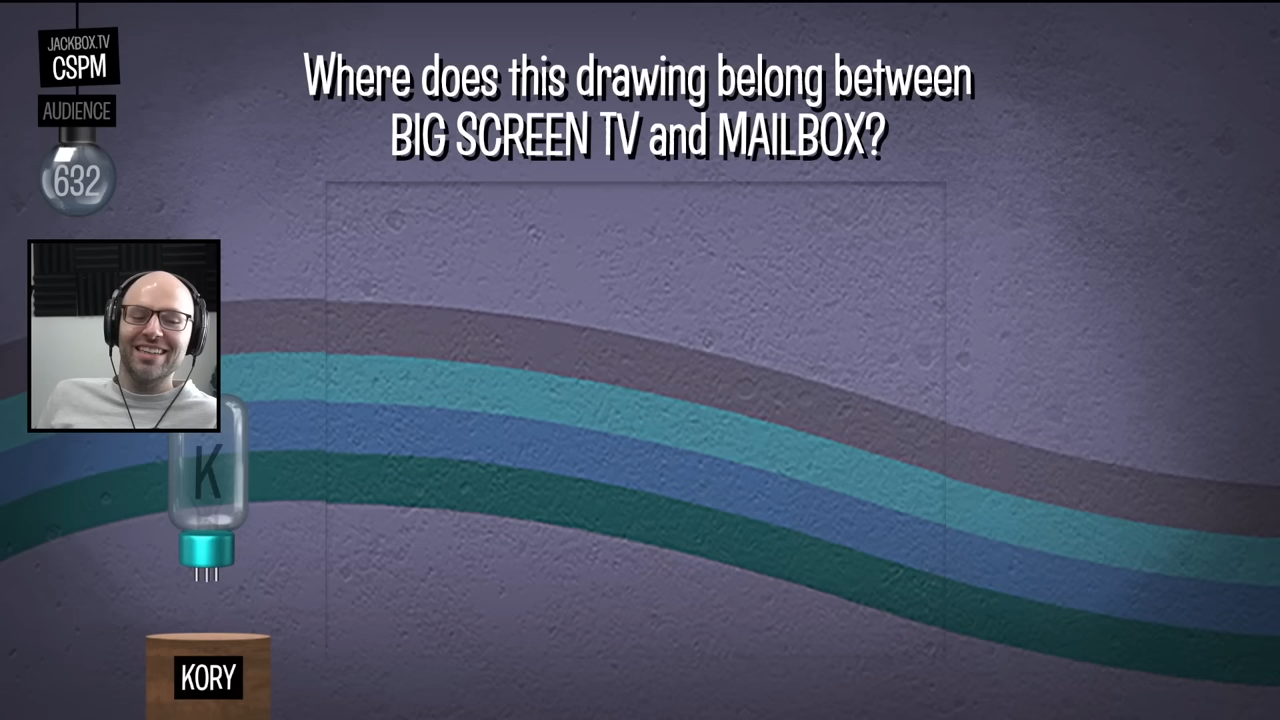 JACKBOX.TV
CSPM
AUDIENCE
632
Where does this drawing belong between
BIG SCREEN TV and MAILBOX?
K
KORY